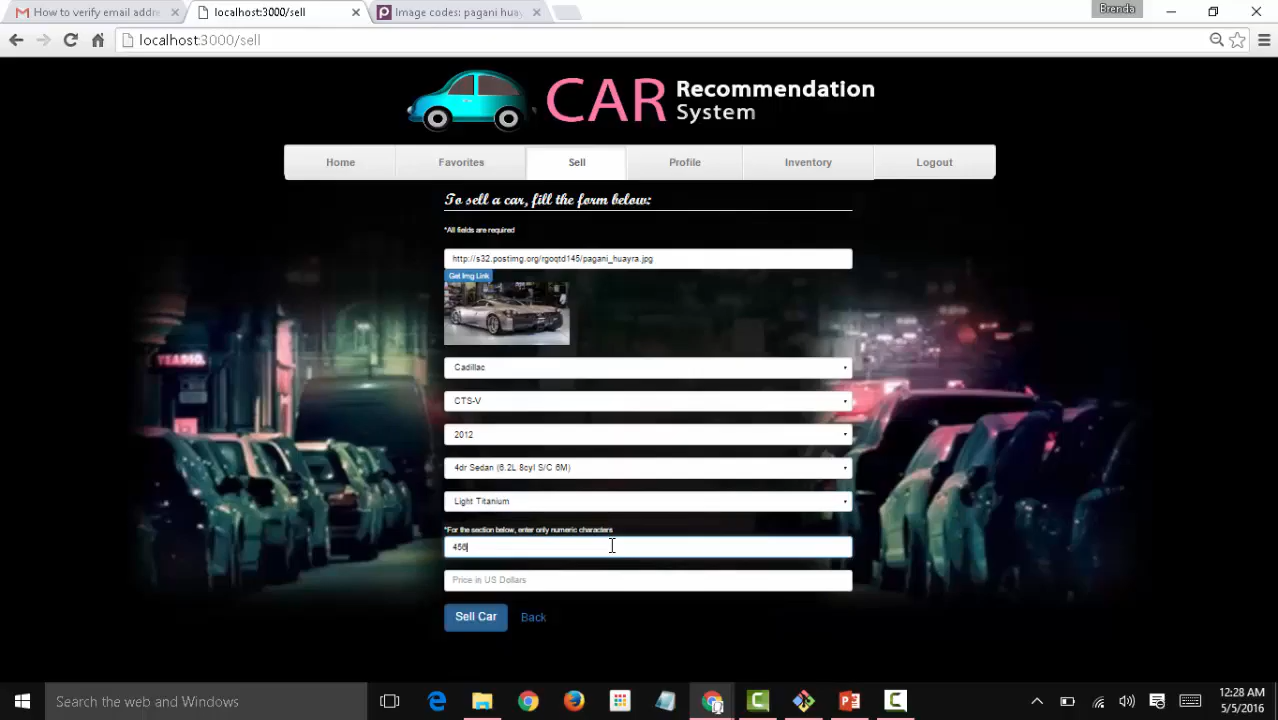 How to verify email addre
localhost:3000/sell
Image codes: pagani huay
Brenda
localhost:3000/sell
CAR Recommendation System
Home
Favorites
Sell
Profile
Inventory
Logout
To sell a car, fill the form below:
*All fields are required
http://s32.postimg.org/rgoqtd145/pagani_huayra.jpg
Get Img Link
Cadillac
CTS-V
2012
4dr Sedan (6.2L 8cyl S/C 6M)
Light Titanium
*For the section below, enter only numeric characters
456
Price in US Dollars
Sell Car
Back
Search the web and Windows
12:28 AM
5/5/2016